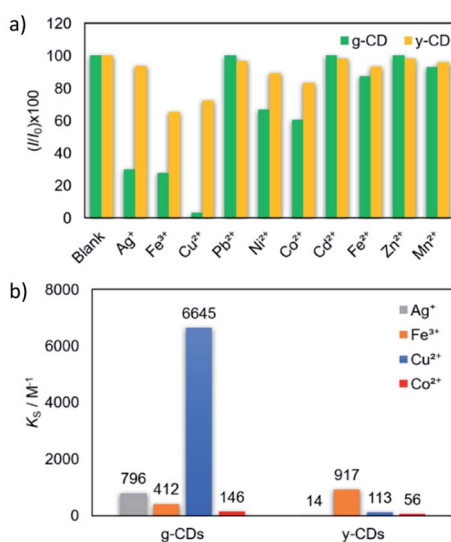 a)
120
g-CD
y-CD
100
80
60
40
20
0
(I/I₀)x100
Blank
Ag⁺
Fe³⁺
Cu²⁺
Pb²⁺
Ni²⁺
Co²⁺
Cd²⁺
Fe²⁺
Zn²⁺
Mn²⁺
b)
8000
6000
4000
2000
0
Kₛ / M⁻¹
6645
796
412
146
14
917
113
56
Ag⁺
Fe³⁺
Cu²⁺
Co²⁺
g-CDs
y-CDs